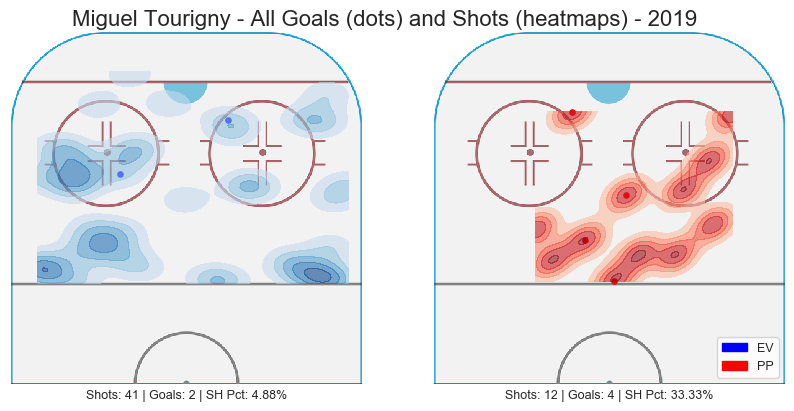 Miguel Tourigny - All Goals (dots) and Shots (heatmaps) - 2019
EV
PP
Shots: 41 | Goals: 2 | SH Pct: 4.88%
Shots: 12 | Goals: 4 | SH Pct: 33.33%